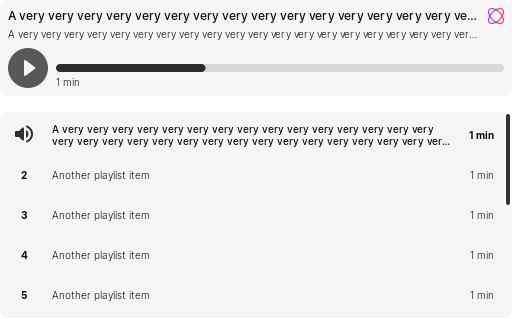 A very very very very very very very very very very very very very very very very very ve...
A very very very very very very very very very very very very very very very very very very very ver...
1 min
A very very very very very very very very very very very very very very very
very very very very very very very very very very very very very very very ver...
1 min
2 Another playlist item 1 min
3 Another playlist item 1 min
4 Another playlist item 1 min
5 Another playlist item 1 min